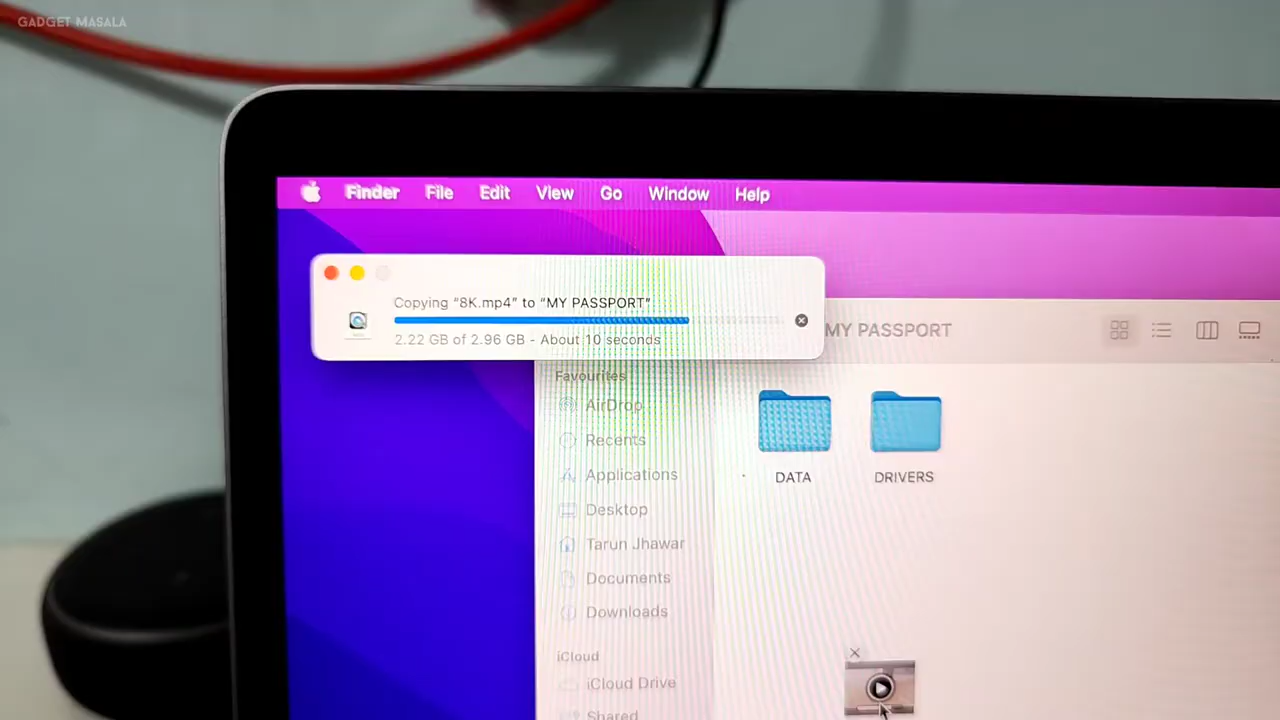 GADGET MASALA
Finder File Edit View Go Window Help
Copying “8K.mp4” to “MY PASSPORT”
2.22 GB of 2.96 GB - About 10 seconds
MY PASSPORT
Favourites
AirDrop
Recents
Applications
Desktop
Tarun Jhawar
Documents
Downloads
iCloud
iCloud Drive
Shared
DATA
DRIVERS